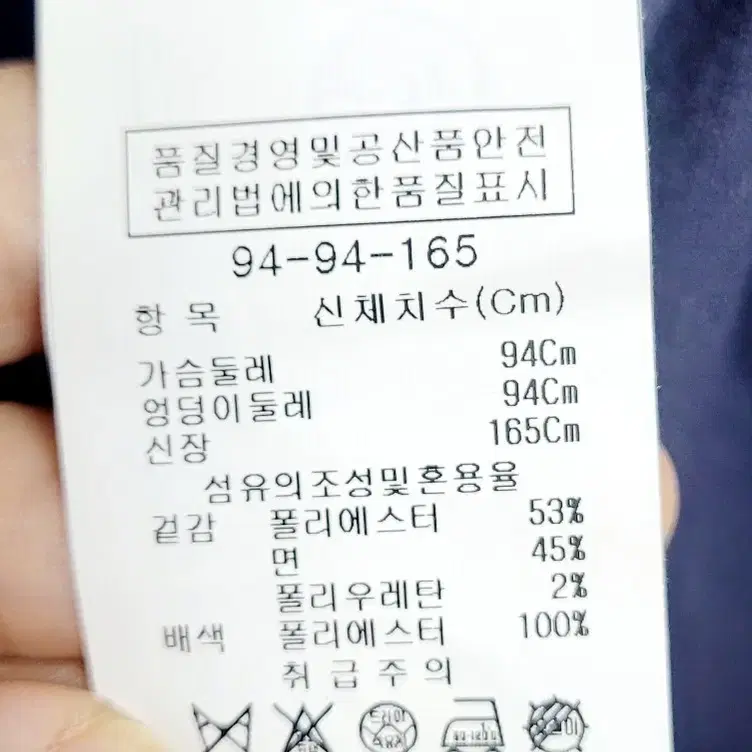 품질경영및공산품안전
관리법에의한품질표시
94-94-165
항 목 신체치수(Cm)
가슴둘레 94Cm
엉덩이둘레 94Cm
신장 165Cm
섬유의조성및혼용율
겉감 폴리에스터 53%
면 45%
폴리우레탄 2%
배색 폴리에스터 100%
취 급 주 의
드라이